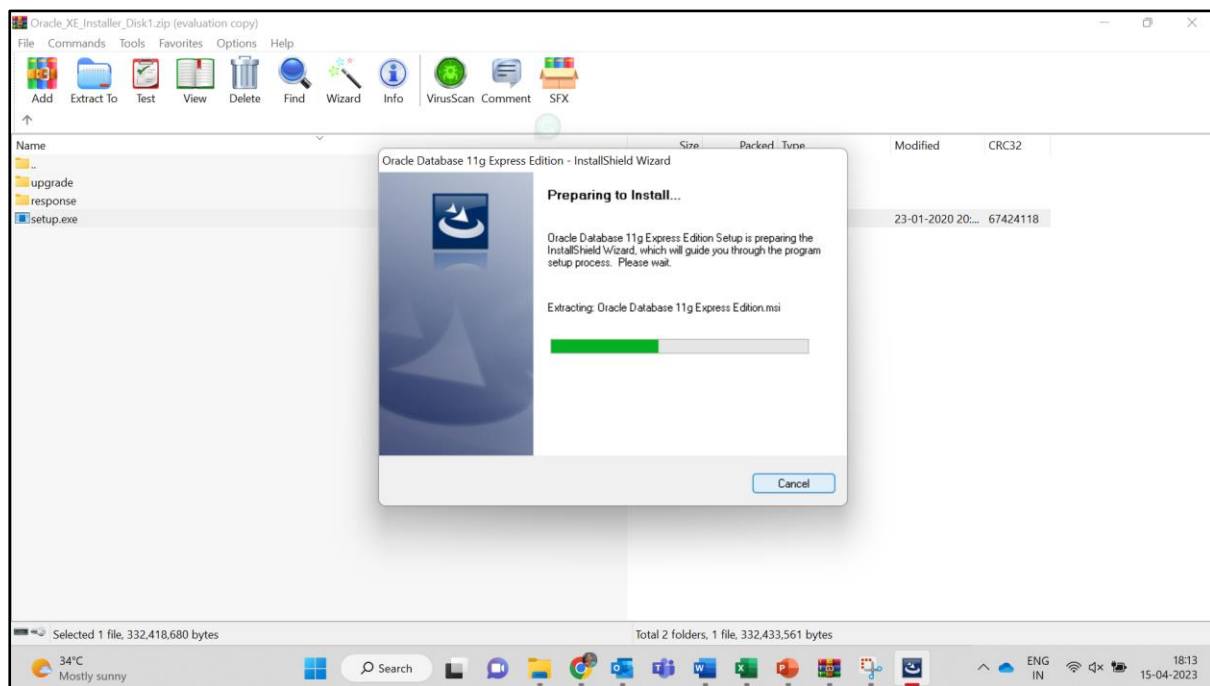 Oracle_XE_Installer_Disk1.zip (evaluation copy)
File Commands Tools Favorites Options Help
Add Extract To Test View Delete Find Wizard Info VirusScan Comment SFX
Name Size Packed Type Modified CRC32
..
upgrade
response
setup.exe 23-01-2020 20:... 67424118
Oracle Database 11g Express Edition - InstallShield Wizard
Preparing to Install...
Oracle Database 11g Express Edition Setup is preparing the
InstallShield Wizard, which will guide you through the program
setup process. Please wait.
Extracting: Oracle Database 11g Express Edition.msi
Cancel
Selected 1 file, 332,418,680 bytes
Total 2 folders, 1 file, 332,433,561 bytes
34°C
Mostly sunny
Search
ENG
IN
18:13
15-04-2023